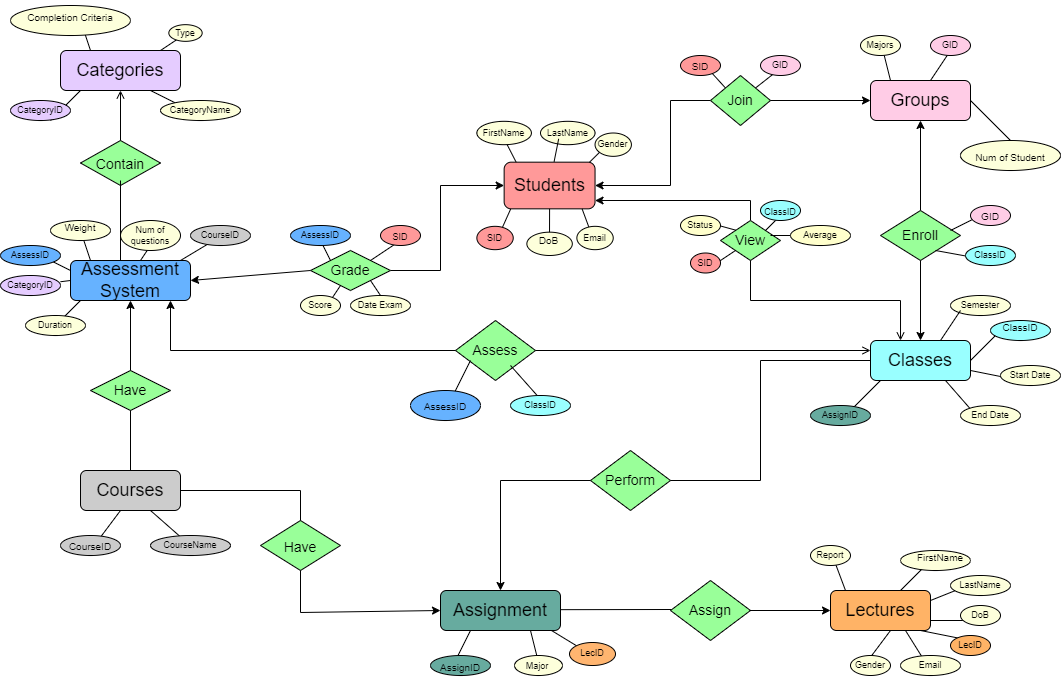 Completion Criteria
Type
Categories
CategoryID
CategoryName
Contain
Weight
Num of
questions
CourseID
AssessID
CategoryID
Assessment
System
Duration
Have
Courses
CourseID
CourseName
Have
AssessID
SID
Grade
Score
Date Exam
FirstName
LastName
Gender
Students
SID
DoB
Email
SID
GID
Join
Majors
GID
Groups
Num of Student
Status
ClassID
View
Average
SID
Enroll
GID
ClassID
Assess
AssessID
ClassID
Semester
ClassID
Classes
Start Date
AssignID
End Date
Perform
Assignment
AssignID
Major
LecID
Assign
Report
FirstName
LastName
Lectures
DoB
LecID
Gender
Email